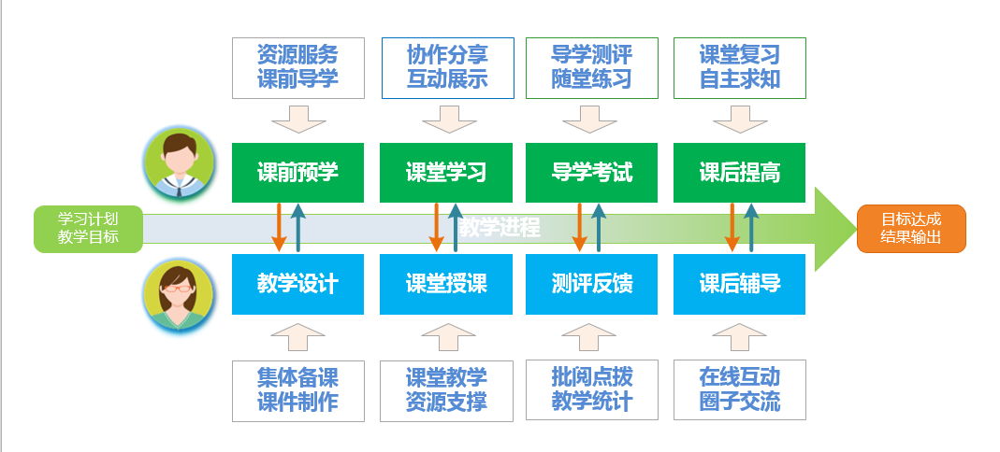 资源服务
课前导学
协作分享
互动展示
导学测评
随堂练习
课堂复习
自主求知
课前预学
课堂学习
导学考试
课后提高
学习计划
教学目标
教学进程
目标达成
结果输出
教学设计
课堂授课
测评反馈
课后辅导
集体备课
课件制作
课堂教学
资源支撑
批阅点拨
教学统计
在线互动
圈子交流